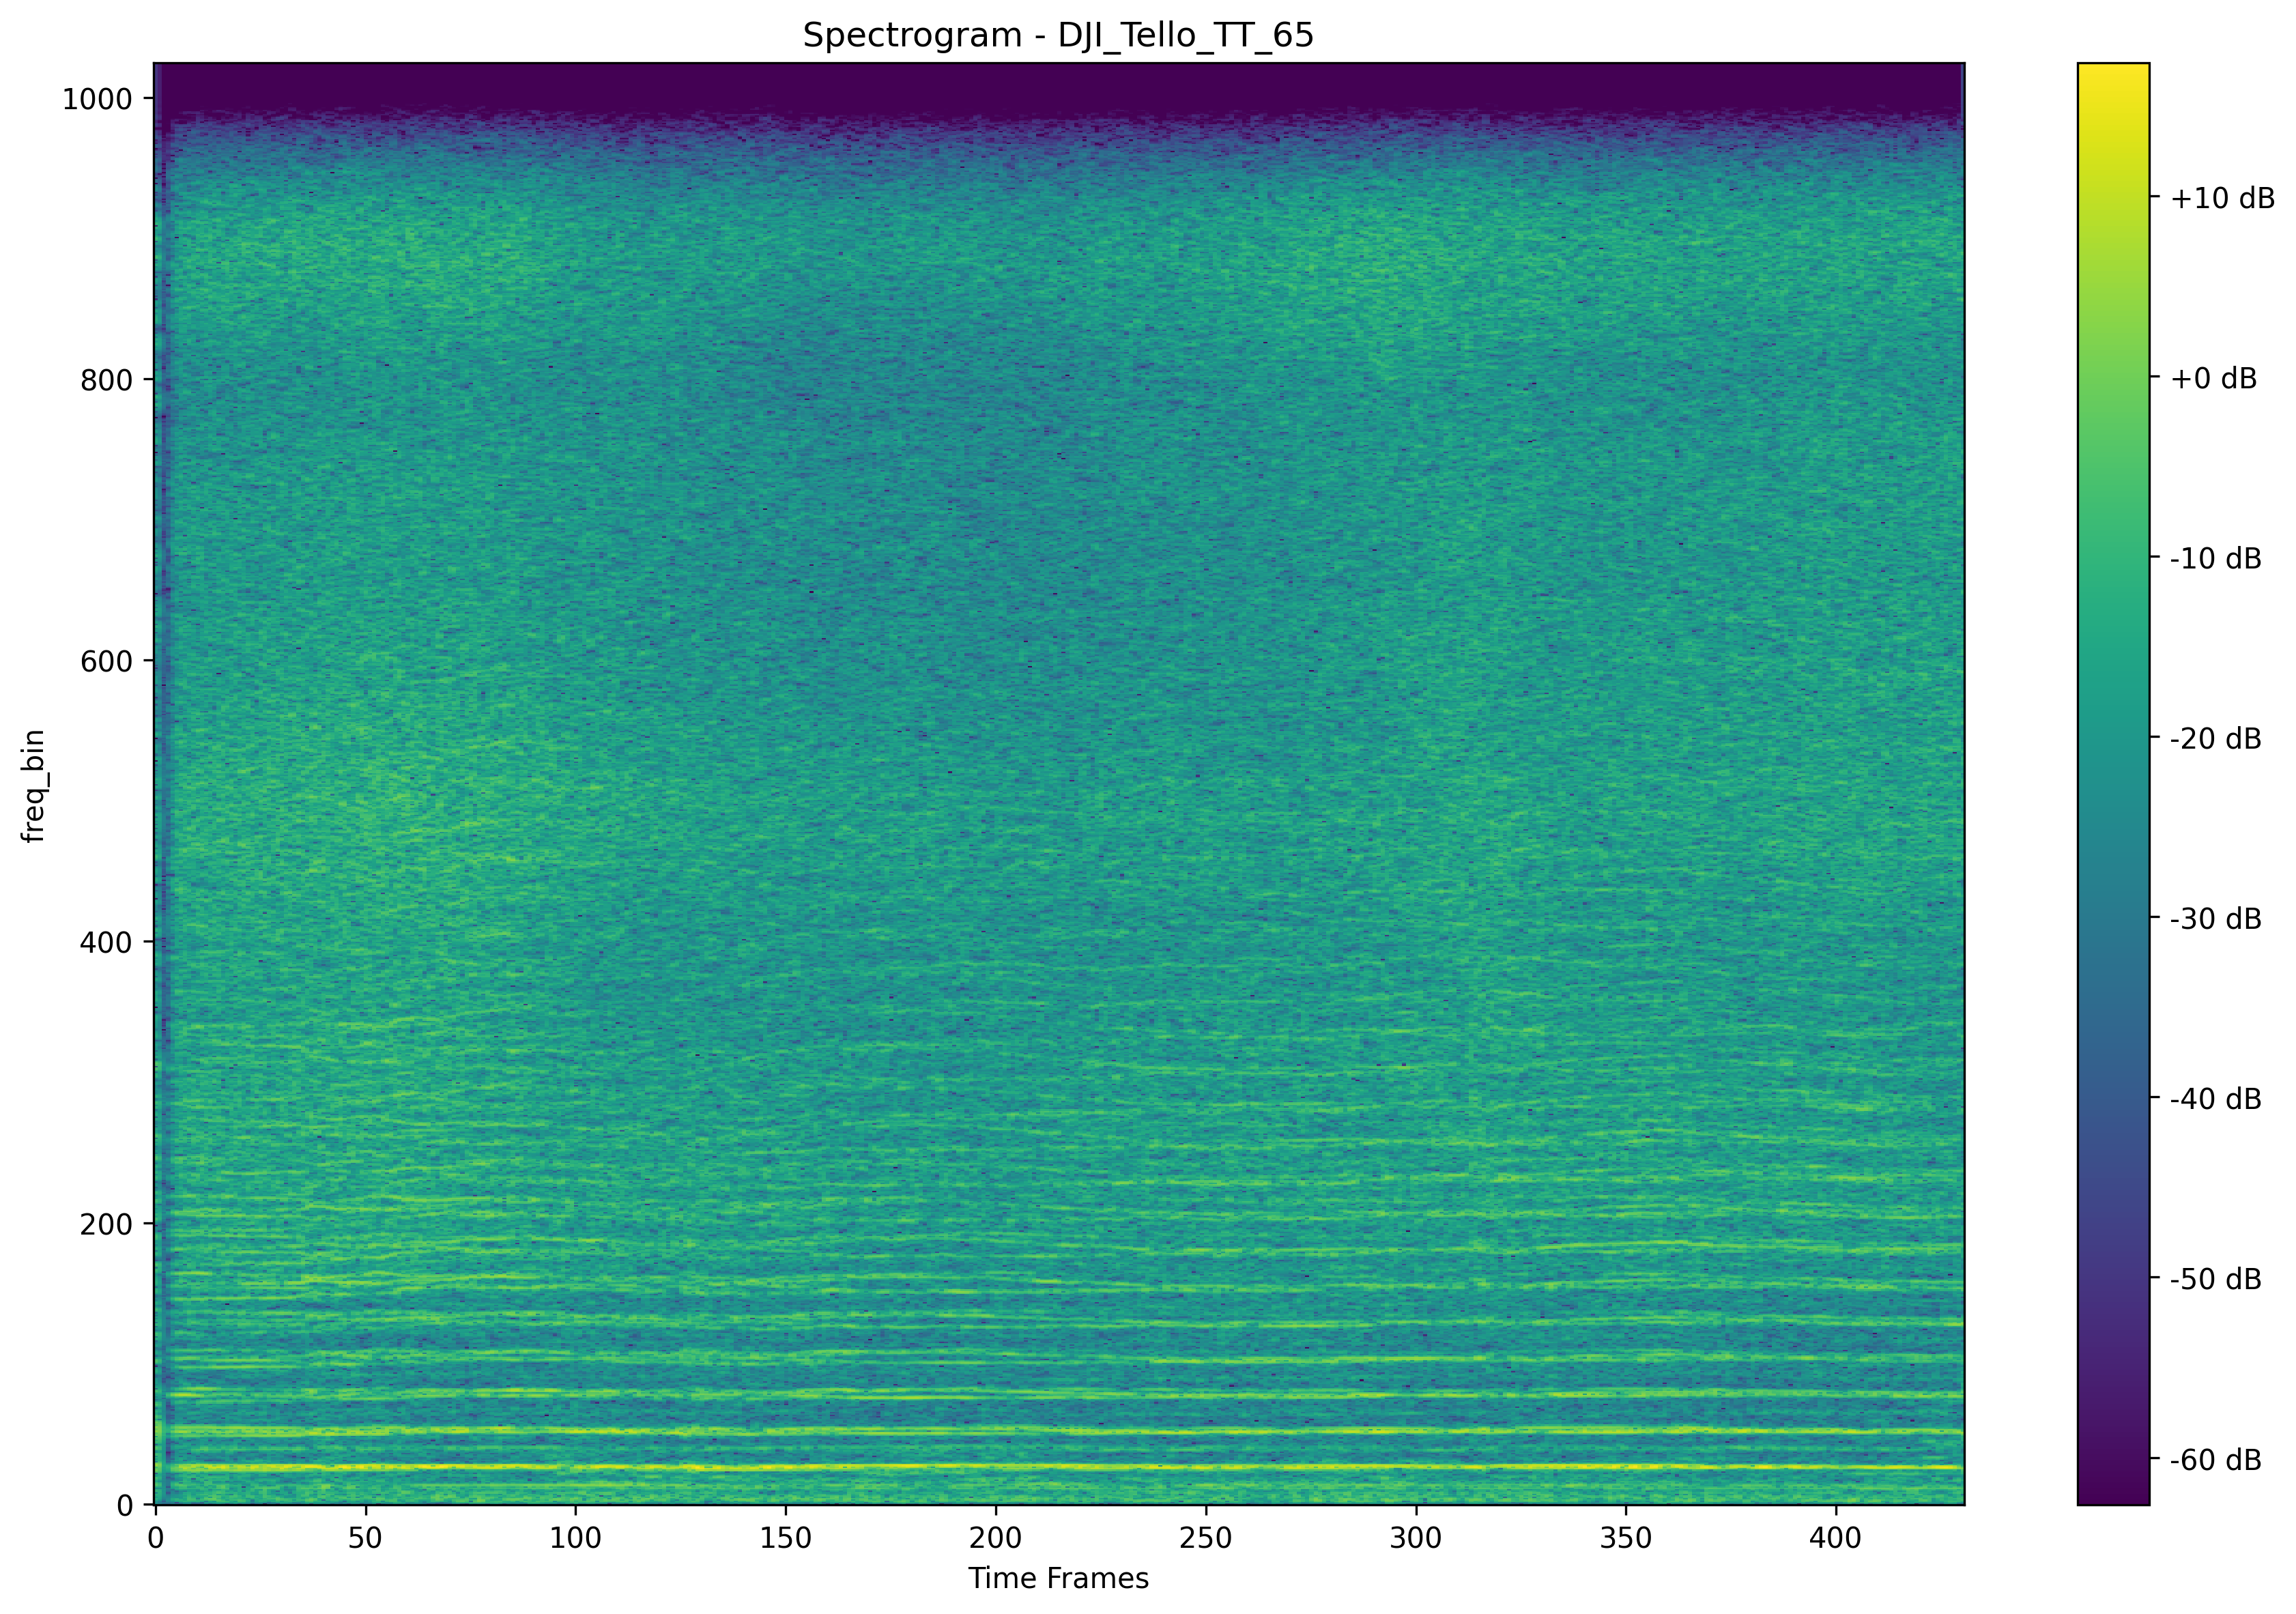 Spectrogram - DJI_Tello_TT_65
1000
800
600
400
200
0
freq_bin
0 50 100 150 200 250 300 350 400
Time Frames
+10 dB
+0 dB
-10 dB
-20 dB
-30 dB
-40 dB
-50 dB
-60 dB